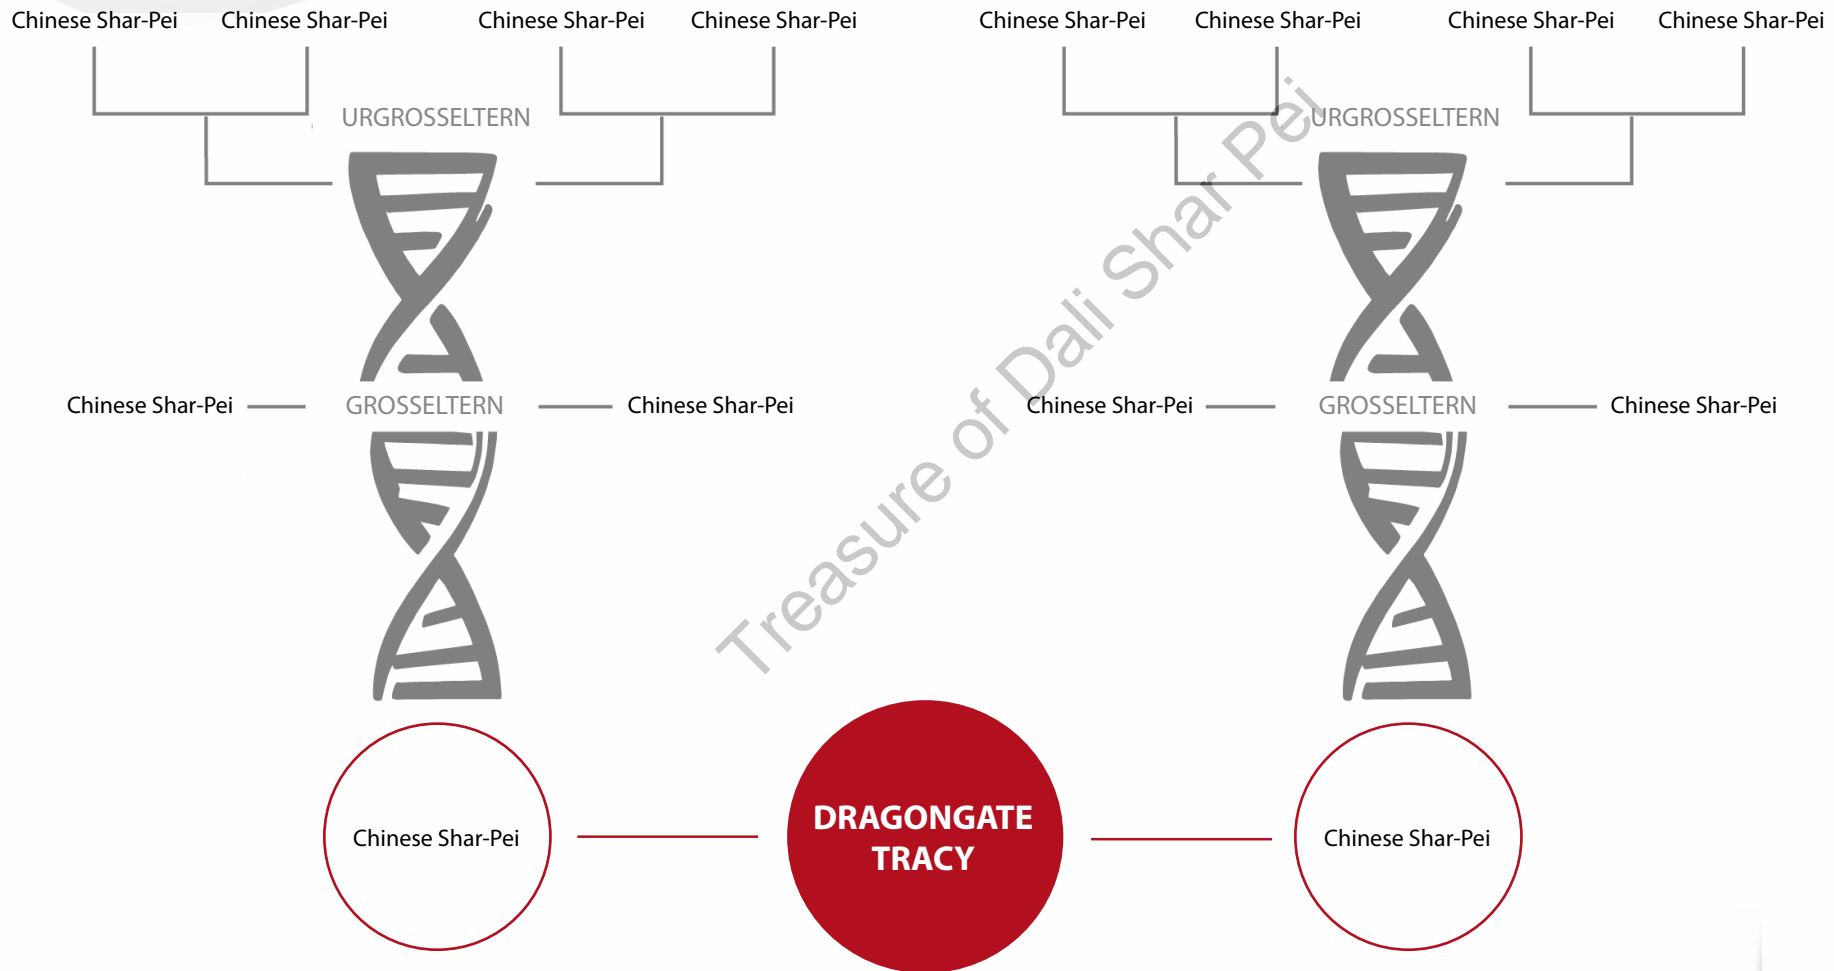 Chinese Shar-Pei Chinese Shar-Pei Chinese Shar-Pei Chinese Shar-Pei Chinese Shar-Pei Chinese Shar-Pei Chinese Shar-Pei Chinese Shar-Pei
URGROSSELTERN URGROSSELTERN
Treasure of Dali Shar Pei
Chinese Shar-Pei GROSSELTERN Chinese Shar-Pei Chinese Shar-Pei GROSSELTERN Chinese Shar-Pei
Chinese Shar-Pei
DRAGONGATE
TRACY
Chinese Shar-Pei